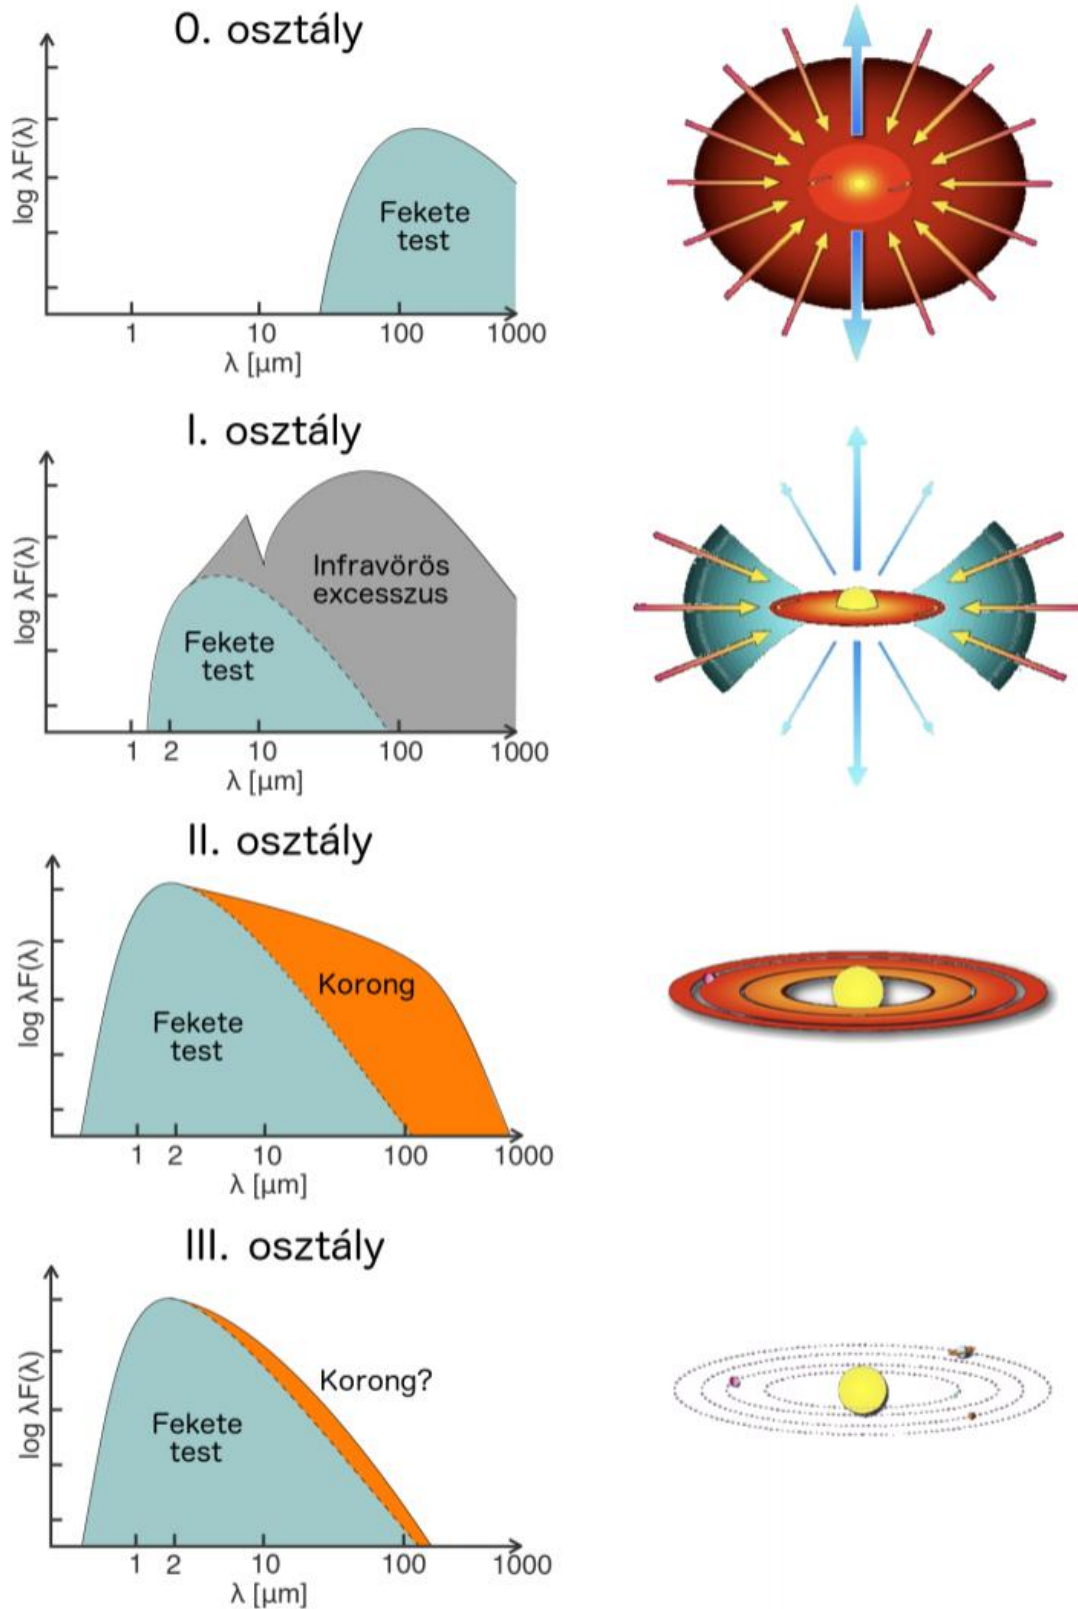 0. osztály
log λF(λ)
Fekete
test
1 10 100 1000
λ [μm]
I. osztály
log λF(λ)
Infravörös
excesszus
Fekete
test
1 2 10 100 1000
λ [μm]
II. osztály
log λF(λ)
Korong
Fekete
test
1 2 10 100 1000
λ [μm]
III. osztály
log λF(λ)
Korong?
Fekete
test
1 2 10 100 1000
λ [μm]